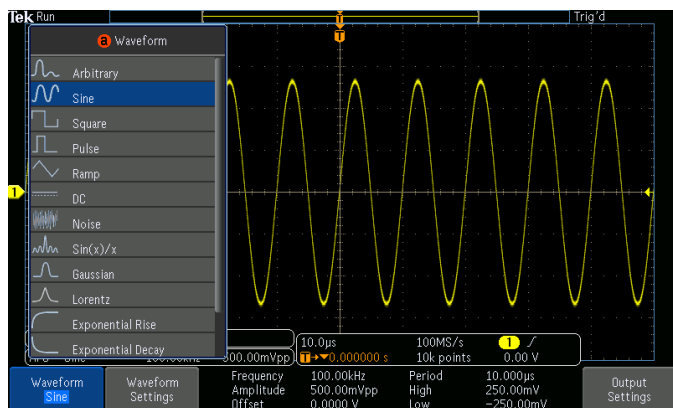 Tek Run Trig'd
T
a Waveform
Arbitrary
Sine
Square
Pulse
Ramp
DC
Noise
Sin(x)/x
Gaussian
Lorentz
Exponential Rise
Exponential Decay
1
500.00mVpp
10.0µs 100MS/s 1
T→▼0.000000 s 10k points 0.00 V
Waveform
Sine
Waveform
Settings
Frequency 100.00kHz Period 10.000µs
Amplitude 500.00mVpp High 250.00mV
Offset 0.0000 V Low -250.00mV
Output
Settings